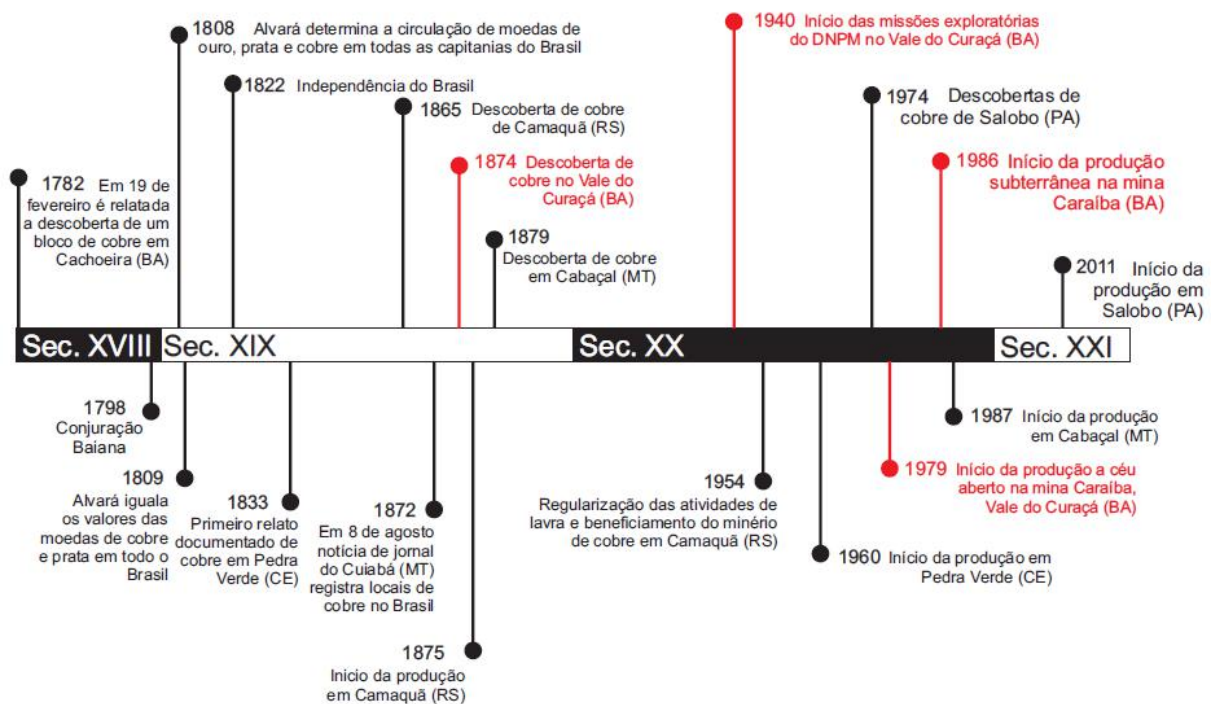 1808 Alvará determina a circulação de moedas de
ouro, prata e cobre em todas as capitanias do Brasil
1822 Independência do Brasil
1865 Descoberta de cobre
de Camaquã (RS)
1874 Descoberta de
cobre no Vale do
Curaçá (BA)
1782 Em 19 de
fevereiro é relatada
a descoberta de um
bloco de cobre em
Cachoeira (BA)
1879
Descoberta de cobre
em Cabaçal (MT)
1940 Início das missões exploratórias
do DNPM no Vale do Curaçá (BA)
1974 Descobertas de
cobre de Salobo (PA)
1986 Início da produção
subterrânea na mina
Caraíba (BA)
2011 Início da
produção em
Salobo (PA)
Sec. XVIII Sec. XIX Sec. XX Sec. XXI
1798
Conjuração
Baiana
1809
Alvará iguala
os valores das
moedas de cobre
e prata em todo o
Brasil
1833
Primeiro relato
documentado de
cobre em Pedra
Verde (CE)
1872
Em 8 de agosto
notícia de jornal
do Cuiabá (MT)
registra locais de
cobre no Brasil
1875
Inicio da produção
em Camaquã (RS)
1954
Regularização das atividades de
lavra e beneficiamento do minério
de cobre em Camaquã (RS)
1960 Início da produção em
Pedra Verde (CE)
1979 Início da produção a céu
aberto na mina Caraíba,
Vale do Curaçá (BA)
1987 Início da produção
em Cabaçal (MT)